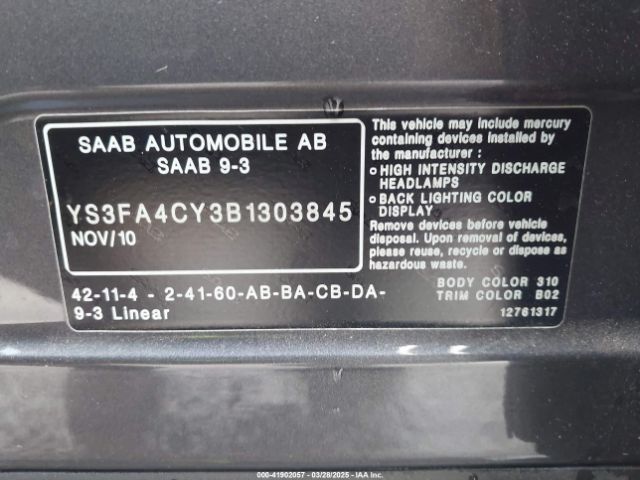 SAAB AUTOMOBILE AB
SAAB 9-3
YS3FA4CY3B1303845
NOV/10
42-11-4 - 2-41-60-AB-BA-CB-DA-
9-3 Linear
This vehicle may include mercury
containing devices installed by
the manufacturer :
o HIGH INTENSITY DISCHARGE
HEADLAMPS
o BACK LIGHTING COLOR
DISPLAY
Remove devices before vehicle
disposal. Upon removal of devices,
please reuse, recycle or dispose as
hazardous waste.
BODY COLOR 310
TRIM COLOR B02
12761317
000-41902057 - 03/28/2025 - IAAI.com